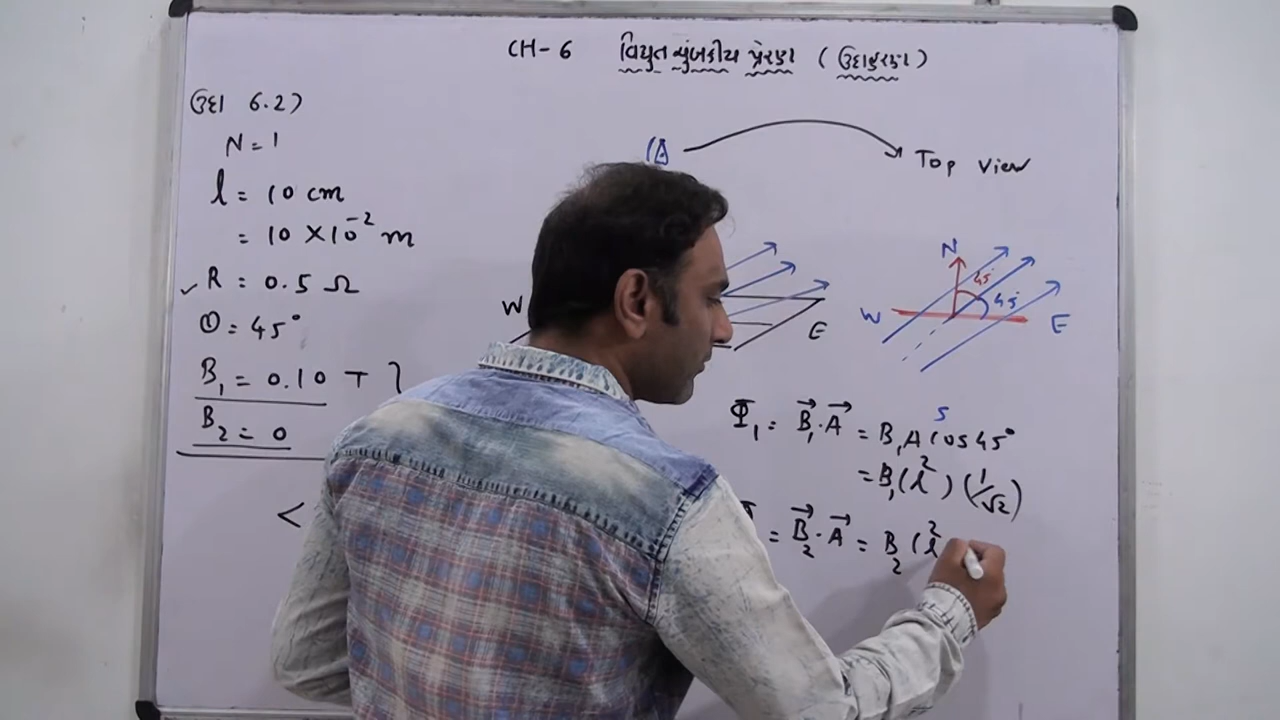 CH-6 વિદ્યુત ચુંબકીય પ્રેરણ (ઉદાહરણ)
ઉદા 6.2)
N = 1
l = 10 cm
= 10 × 10⁻² m
✓ R = 0.5 Ω
θ = 45°
B₁ = 0.10 T
B₂ = 0
<
Top view
W
E
N
45°
45°
W
E
Φ₁ = B⃗₁ · A⃗ = B₁ A cos 45°
= B₁ (l²) (1/√2)
= B⃗₂ · A⃗ = B₂ (l²